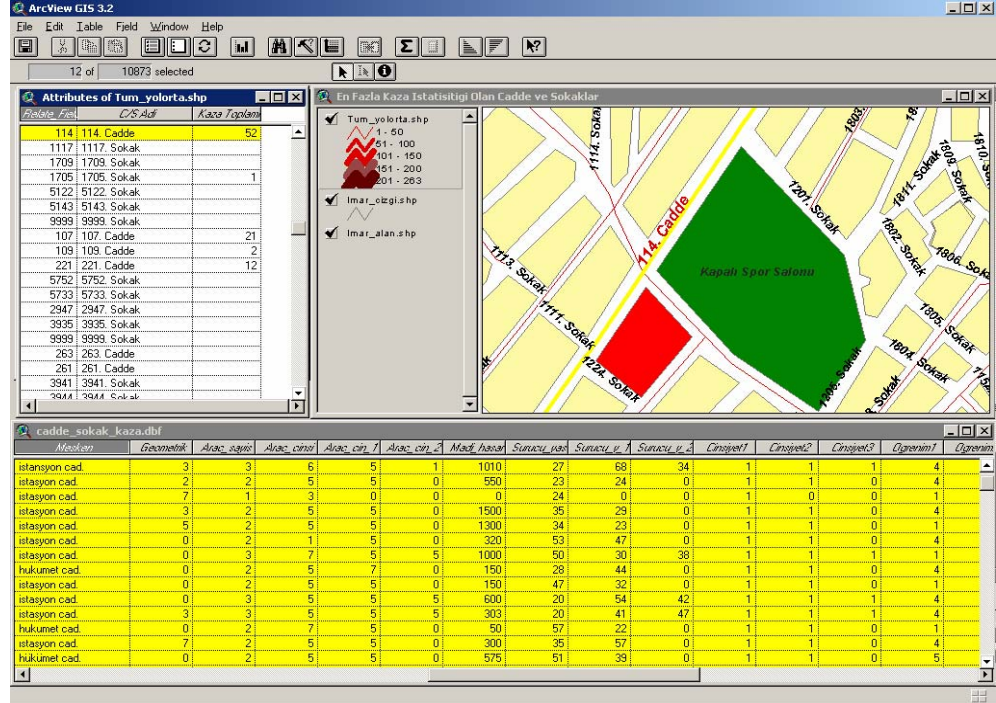 ArcView GIS 3.2
File Edit Table Field Window Help
12 of 10873 selected
Attributes of Tum_yolorta.shp
C/S Adi Kaza Toplami
114 114. Cadde 52
1117 1117. Sokak
1709 1709. Sokak
1705 1705. Sokak 1
5122 5122. Sokak
5143 5143. Sokak
9999 9999. Sokak
107 107. Cadde 21
109 109. Cadde 2
221 221. Cadde 12
5752 5752. Sokak
5733 5733. Sokak
2947 2947. Sokak
3935 3935. Sokak
9999 9999. Sokak
263 263. Cadde
261 261. Cadde
3941 3941. Sokak
3944 3944. Sokak
En Fazla Kaza Istatisitigi Olan Cadde ve Sokaklar
Tum_yolorta.shp
1 - 50
51 - 100
101 - 150
151 - 200
201 - 263
Imar_cizgi.shp
Imar_alan.shp
1114. Sokak
1803.
1810.
1809. Sokak
1811. Sokak
1201. Sokak
114. Cadde
1802. Sokak
1806. Sokak
1113. Sokak
Kapalı Spor Salonu
1111. Sokak
1805. Sokak
1224. Sokak
1804. Sokak
1205. Sokak
cadde_sokak_kaza.dbf
Mesken Geometrik Arac_sayis Arac_cinsi Arac_cin_1 Arac_cin_2 Madi_hasar Surucu_yas Surucu_y_1 Surucu_y_2 Cinsiyet1 Cinsiyet2 Cinsiyet3 Ogrenim1 Ogrenim
istansyon cad. 3 3 6 5 1 1010 27 68 34 1 1 1 4
istasyon cad. 2 2 5 5 0 550 23 24 0 1 1 0 4
istasyon cad. 7 1 3 0 0 0 24 0 0 1 0 0 1
istasyon cad. 3 2 5 5 0 1500 35 29 0 1 1 0 4
istasyon cad. 5 2 5 5 0 1300 34 23 0 1 1 0 1
istasyon cad. 0 2 1 5 0 320 53 47 0 1 1 0 4
istasyon cad. 0 3 7 5 5 1000 50 30 38 1 1 1 1
hukumet cad. 0 2 5 7 0 150 28 44 0 1 1 0 4
istasyon cad. 0 2 5 5 0 150 47 32 0 1 1 0 1
istasyon cad. 0 3 5 5 5 600 20 54 42 1 1 1 4
istasyon cad. 3 3 5 5 5 303 20 41 47 1 1 1 4
hukumet cad. 0 2 7 5 0 50 57 22 0 1 1 0 1
ıstasyon cad. 7 2 5 5 0 300 35 57 0 1 1 0 4
hükümet cad. 0 2 5 5 0 575 51 39 0 1 1 0 5